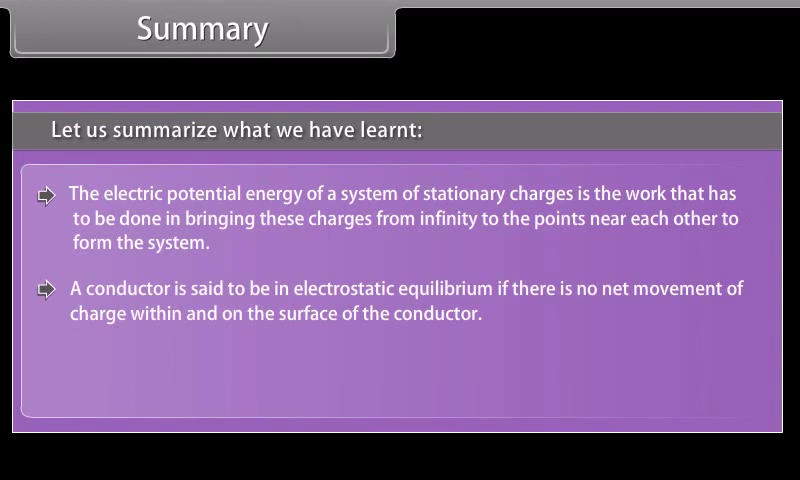 Summary
Let us summarize what we have learnt:
The electric potential energy of a system of stationary charges is the work that has
to be done in bringing these charges from infinity to the points near each other to
form the system.
A conductor is said to be in electrostatic equilibrium if there is no net movement of
charge within and on the surface of the conductor.